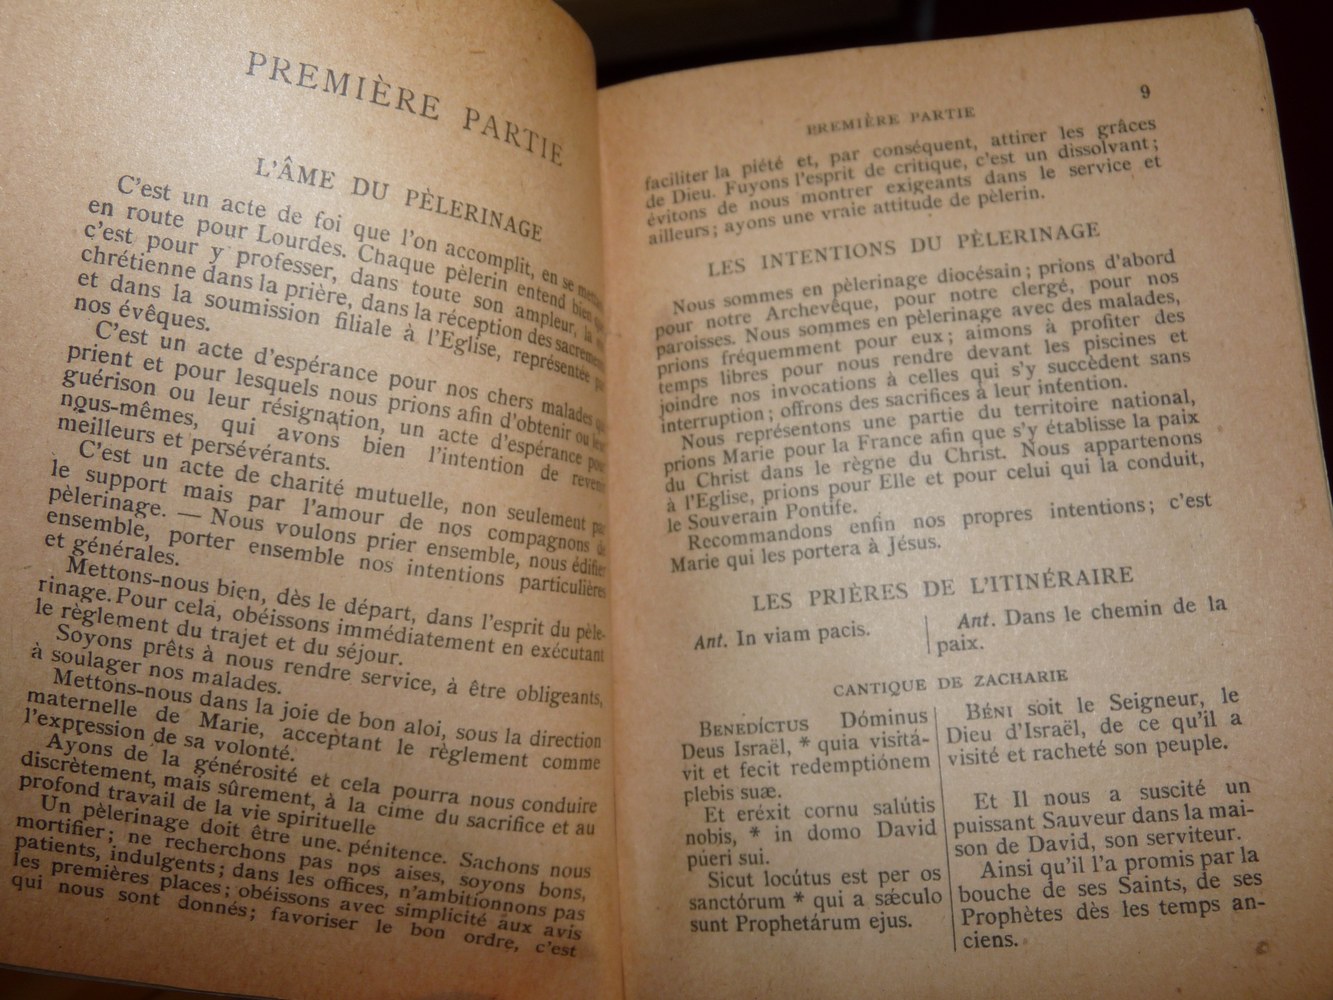 PREMIÈRE PARTIE
L'ÂME DU PÈLERINAGE
C'est un acte de foi que l'on accomplit, en se
en route pour Lourdes. Chaque pèlerin entend bien
c'est pour y professer, dans toute son ampleur, la
chrétienne dans la prière, dans la réception des
et dans la soumission filiale à l'Eglise, représentée
nos évêques.
C'est un acte d'espérance pour nos chers malades
prient et pour lesquels nous prions afin d'obtenir ou
guérison ou leur résignation, un acte d'espérance
nous-mêmes, qui avons bien l'intention de
meilleurs et persévérants.
C'est un acte de charité mutuelle, non seulement
le support mais par l'amour de nos compagnons
pèlerinage. — Nous voulons prier ensemble, nous édifier
ensemble, porter ensemble nos intentions particulières
et générales.
Mettons-nous bien, dès le départ, dans l'esprit du pèle-
rinage. Pour cela, obéissons immédiatement en exécutant
le règlement du trajet et du séjour.
Soyons prêts à nous rendre service, à être obligeants,
à soulager nos malades.
Mettons-nous dans la joie de bon aloi, sous la direction
maternelle de Marie, acceptant le règlement comme
l'expression de sa volonté.
Ayons de la générosité et cela pourra nous conduire
discrètement, mais sûrement, à la cime du sacrifice et au
profond travail de la vie spirituelle
Un pèlerinage doit être une pénitence. Sachons nous
mortifier; ne recherchons pas nos aises, soyons bons,
patients, indulgents; dans les offices, n'ambitionnons pas
les premières places; obéissons avec simplicité aux avis
qui nous sont donnés; favoriser le bon ordre, c'est
PREMIÈRE PARTIE 9
faciliter la piété et, par conséquent, attirer les grâces
de Dieu. Fuyons l'esprit de critique, c'est un dissolvant;
évitons de nous montrer exigeants dans le service et
ailleurs; ayons une vraie attitude de pèlerin.
LES INTENTIONS DU PÈLERINAGE
Nous sommes en pèlerinage diocésain; prions d'abord
pour notre Archevêque, pour notre clergé, pour nos
paroisses. Nous sommes en pèlerinage avec des malades,
prions fréquemment pour eux; aimons à profiter des
temps libres pour nous rendre devant les piscines et
joindre nos invocations à celles qui s'y succèdent sans
interruption; offrons des sacrifices à leur intention.
Nous représentons une partie du territoire national,
prions Marie pour la France afin que s'y établisse la paix
du Christ dans le règne du Christ. Nous appartenons
à l'Eglise, prions pour Elle et pour celui qui la conduit,
le Souverain Pontife.
Recommandons enfin nos propres intentions; c'est
Marie qui les portera à Jésus.
LES PRIÈRES DE L'ITINÉRAIRE
Ant. In viam pacis.
Ant. Dans le chemin de la
paix.
CANTIQUE DE ZACHARIE
BENEDÍCTUS Dóminus
Deus Israël, * quia visitá-
vit et fecit redemptiónem
plebis suæ.
Et eréxit cornu salútis
nobis, * in domo David
púeri sui.
Sicut locútus est per os
sanctórum * qui a sǽculo
sunt Prophetárum ejus.
BÉNI soit le Seigneur, le
Dieu d'Israël, de ce qu'il a
visité et racheté son peuple.
Et Il nous a suscité un
puissant Sauveur dans la mai-
son de David, son serviteur.
Ainsi qu'il l'a promis par la
bouche de ses Saints, de ses
Prophètes dès les temps an-
ciens.